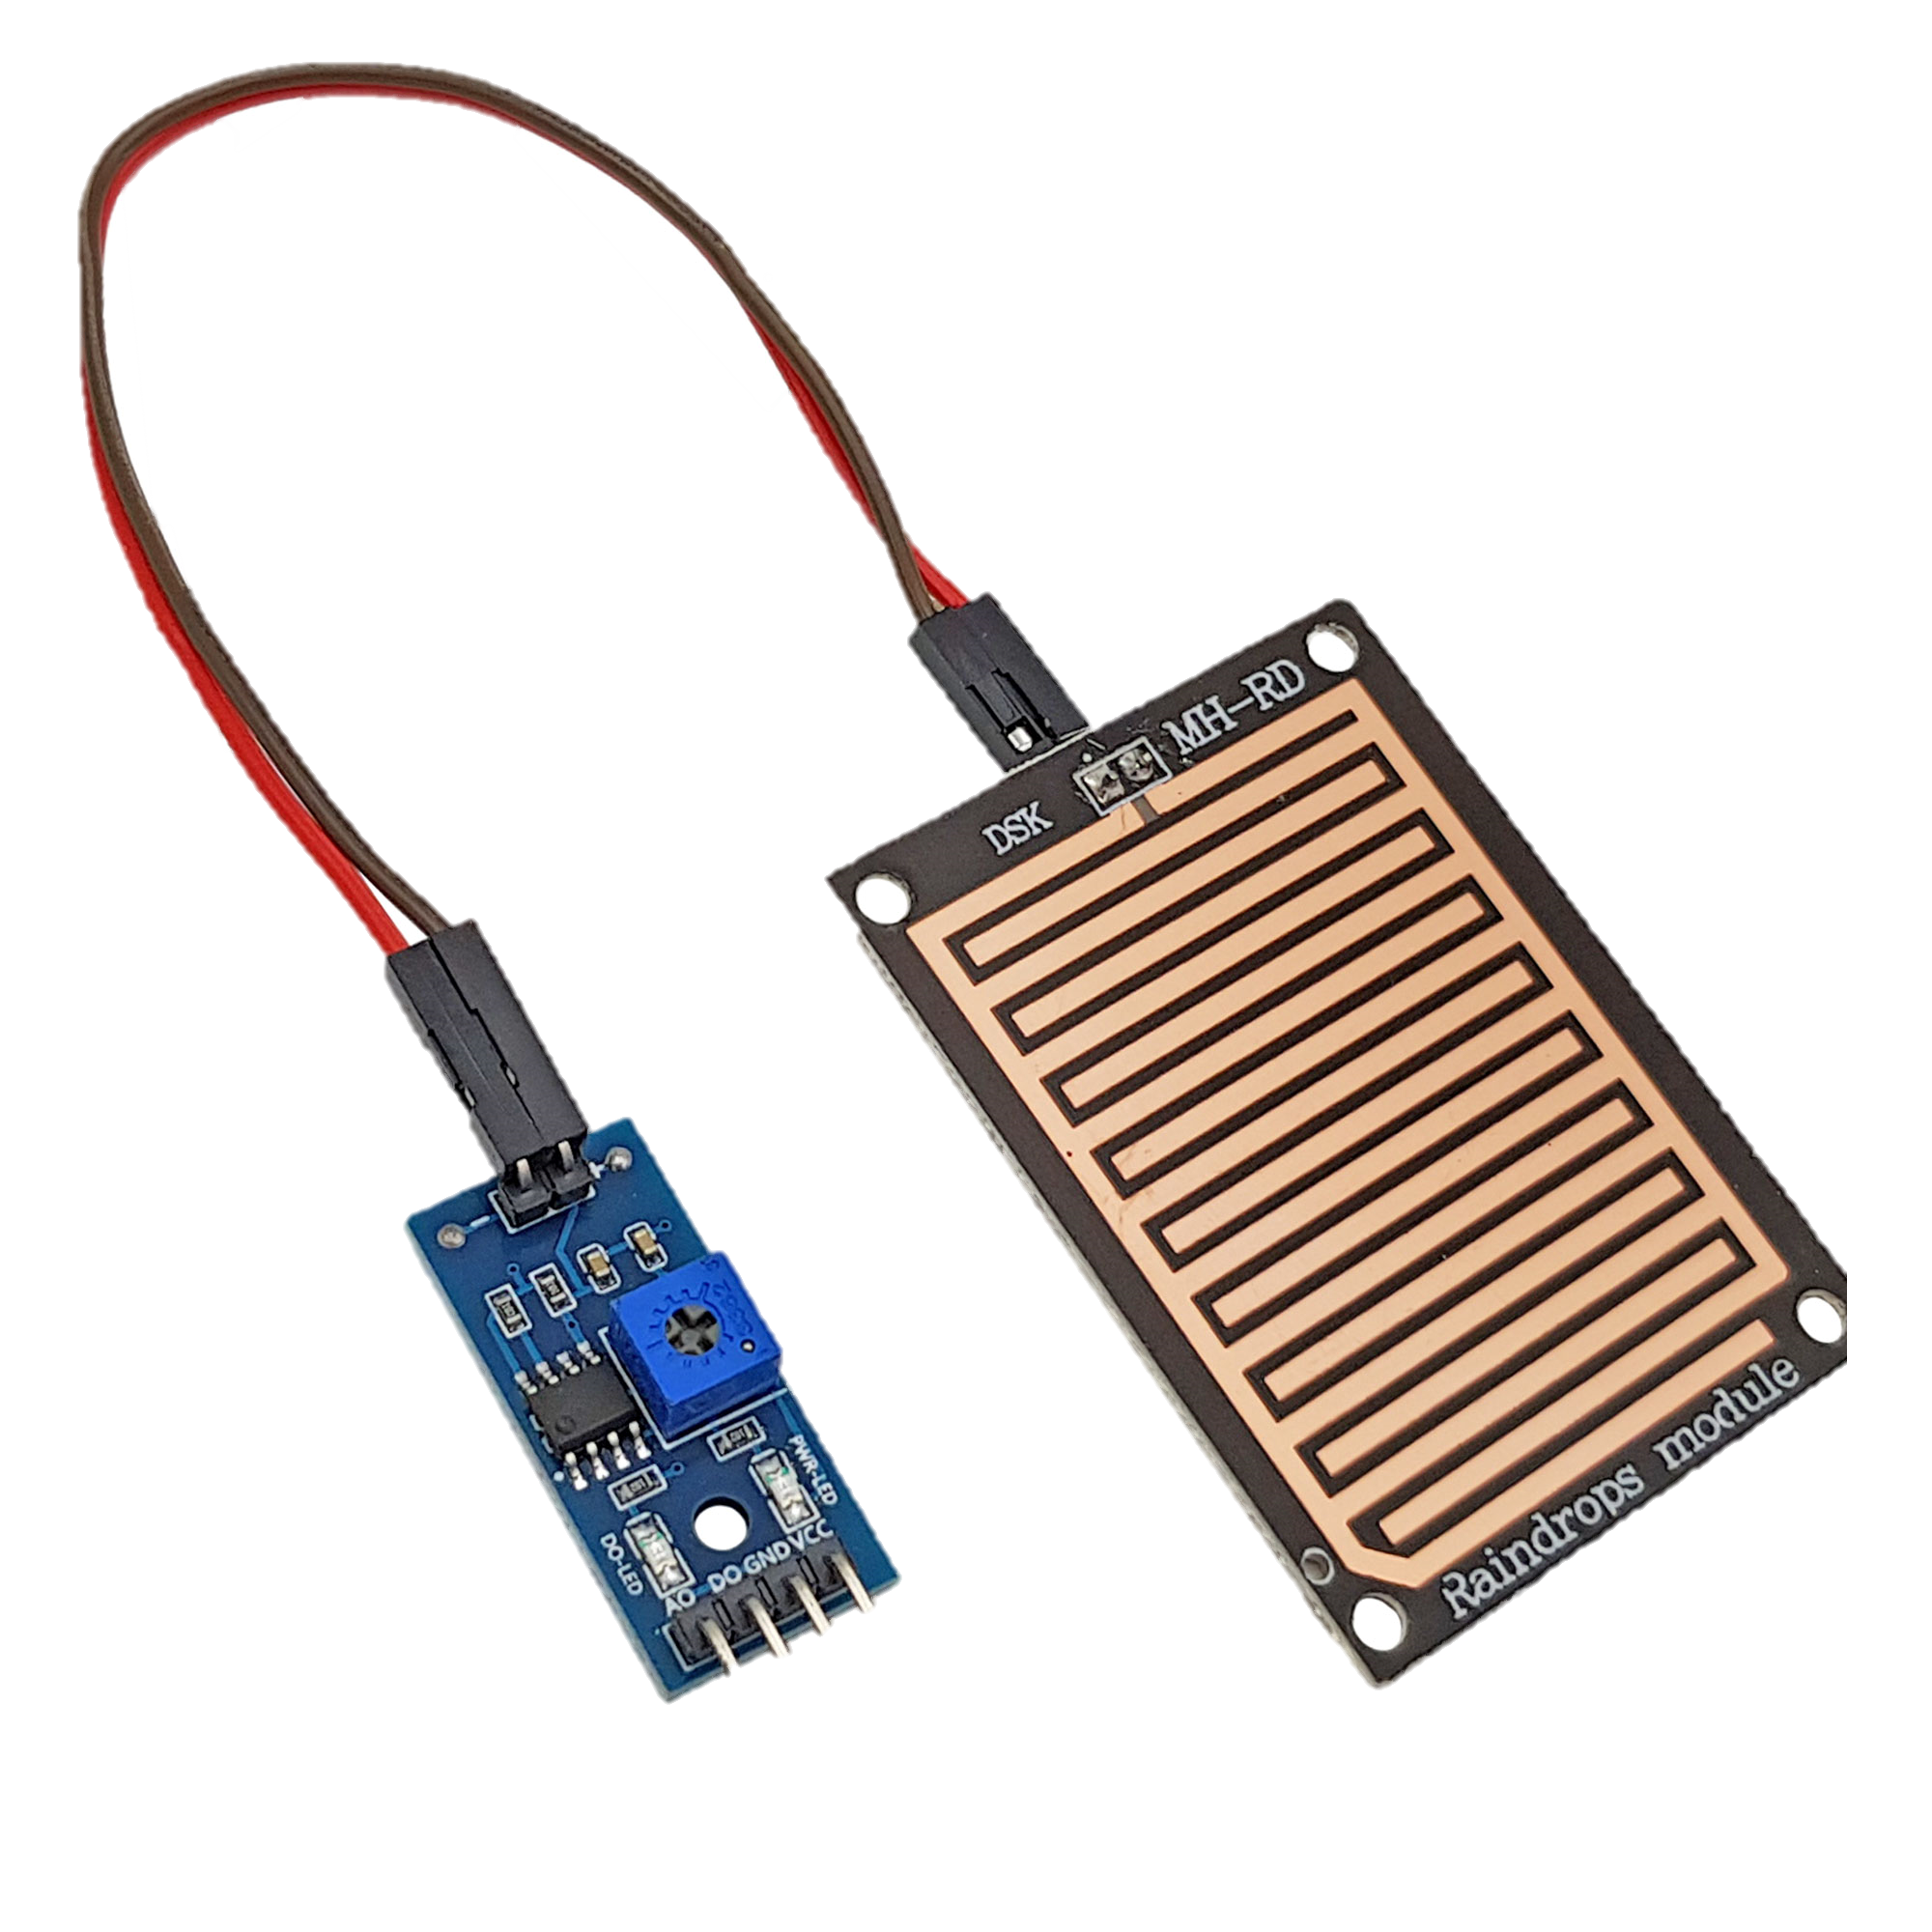 MH-RD
DSK
Raindrops module
PWR-LED
DO-LED
AO DO GND VCC